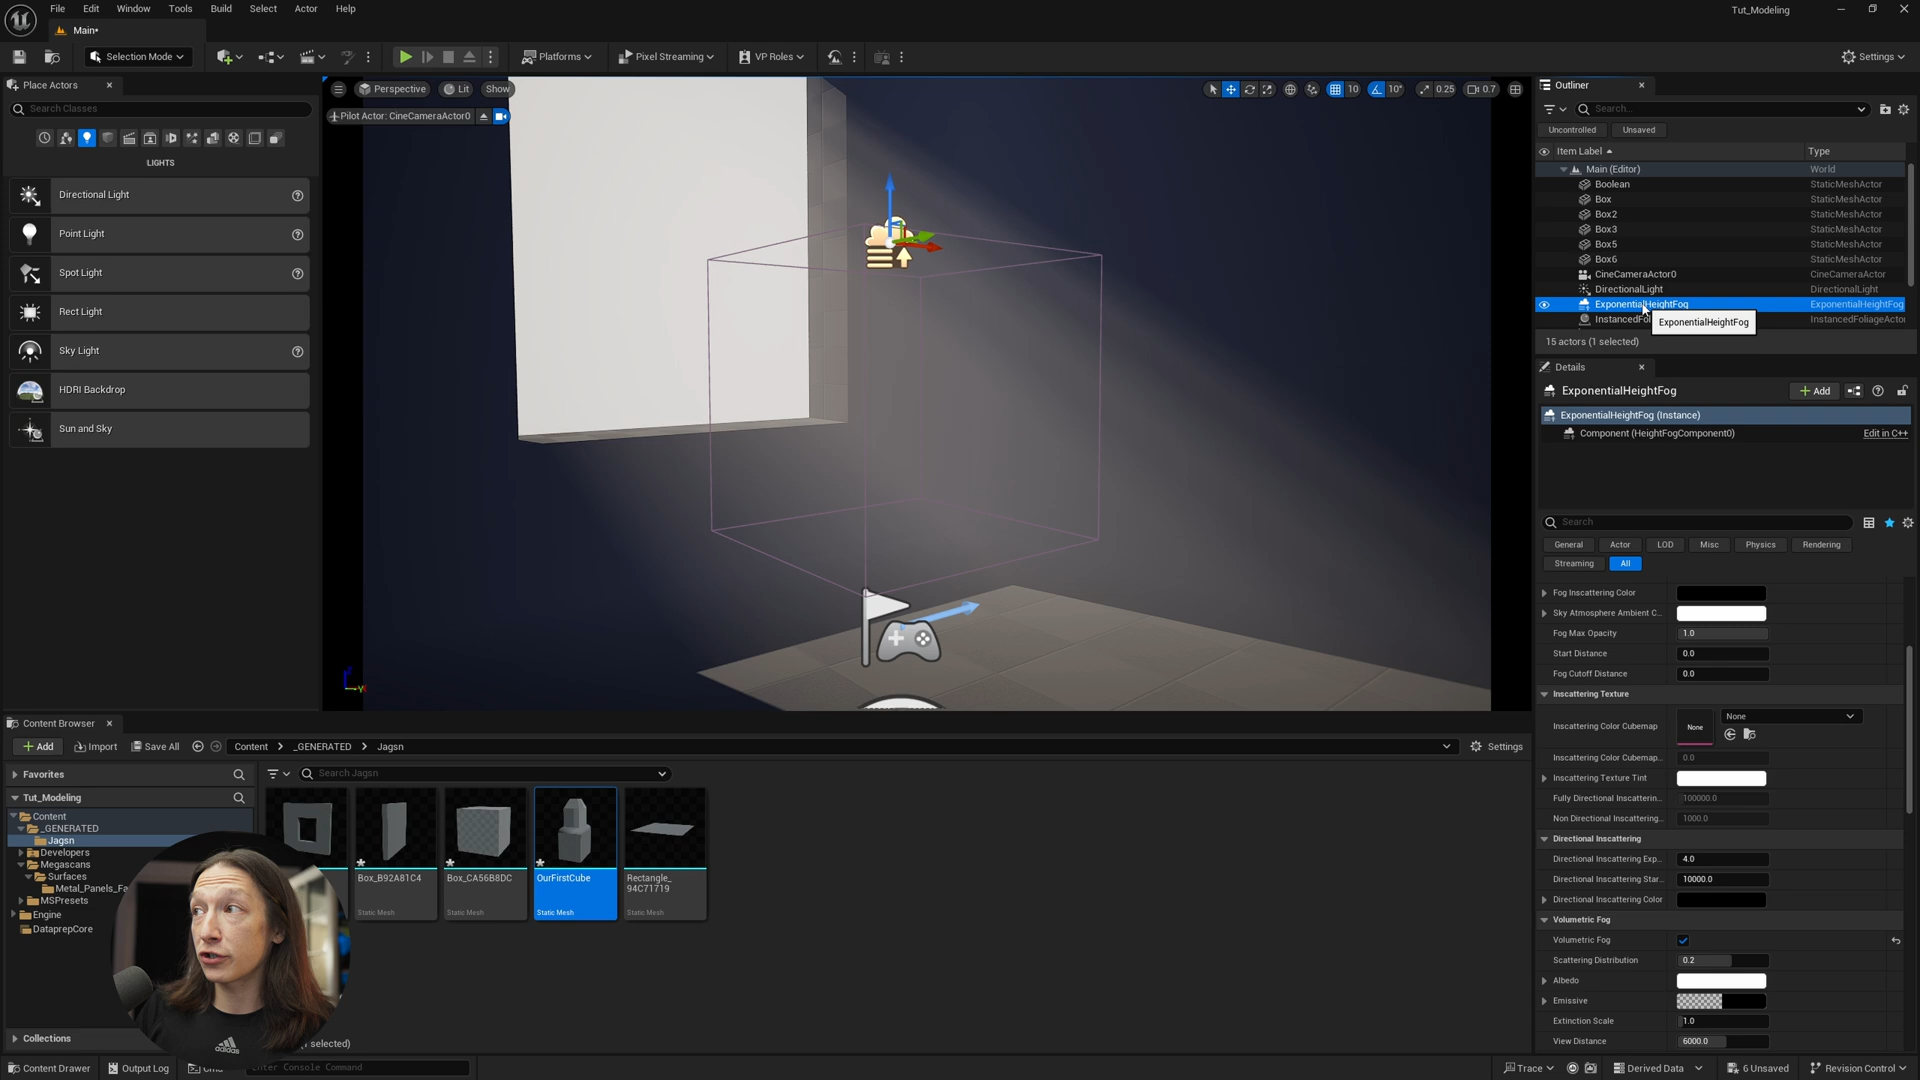 File Edit Window Tools Build Select Actor Help
Tut_Modeling
Main•
Selection Mode
Platforms
Pixel Streaming
VP Roles
Settings
Place Actors
Search Classes
LIGHTS
Directional Light
Point Light
Spot Light
Rect Light
Sky Light
HDRI Backdrop
Sun and Sky
Perspective
Lit
Show
10
10°
0.25
0.7
Pilot Actor: CineCameraActor0
Outliner
Search...
Uncontrolled
Unsaved
Item Label
Type
Main (Editor) World
Boolean StaticMeshActor
Box StaticMeshActor
Box2 StaticMeshActor
Box3 StaticMeshActor
Box5 StaticMeshActor
Box6 StaticMeshActor
CineCameraActor0 CineCameraActor
DirectionalLight DirectionalLight
ExponentialHeightFog ExponentialHeightFog
InstancedFol InstancedFoliageActor
ExponentialHeightFog
15 actors (1 selected)
Details
ExponentialHeightFog
Add
ExponentialHeightFog (Instance)
Component (HeightFogComponent0)
Edit in C++
Search
General Actor LOD Misc Physics Rendering
Streaming All
Fog Inscattering Color
Sky Atmosphere Ambient C...
Fog Max Opacity 1.0
Start Distance 0.0
Fog Cutoff Distance 0.0
Inscattering Texture
Inscattering Color Cubemap None None
Inscattering Color Cubemap... 0.0
Inscattering Texture Tint
Fully Directional Inscatterin... 100000.0
Non Directional Inscattering... 1000.0
Directional Inscattering
Directional Inscattering Exp... 4.0
Directional Inscattering Star... 10000.0
Directional Inscattering Color
Volumetric Fog
Volumetric Fog
Scattering Distribution 0.2
Albedo
Emissive
Extinction Scale 1.0
View Distance 6000.0
Content Browser
Add
Import
Save All
Content
_GENERATED
Jagsn
Settings
Favorites
Search Jagsn
Tut_Modeling
Content
_GENERATED
Jagsn
Developers
Megascans
Surfaces
Metal_Panels_Fa
MSPresets
Engine
DataprepCore
Collections
Box_B92A81C4
Static Mesh
Box_CA56B8DC
Static Mesh
OurFirstCube
Static Mesh
Rectangle_
94C71719
Static Mesh
selected)
adidas
Content Drawer
Output Log
Cmd
Enter Console Command
Trace
Derived Data
6 Unsaved
Revision Control